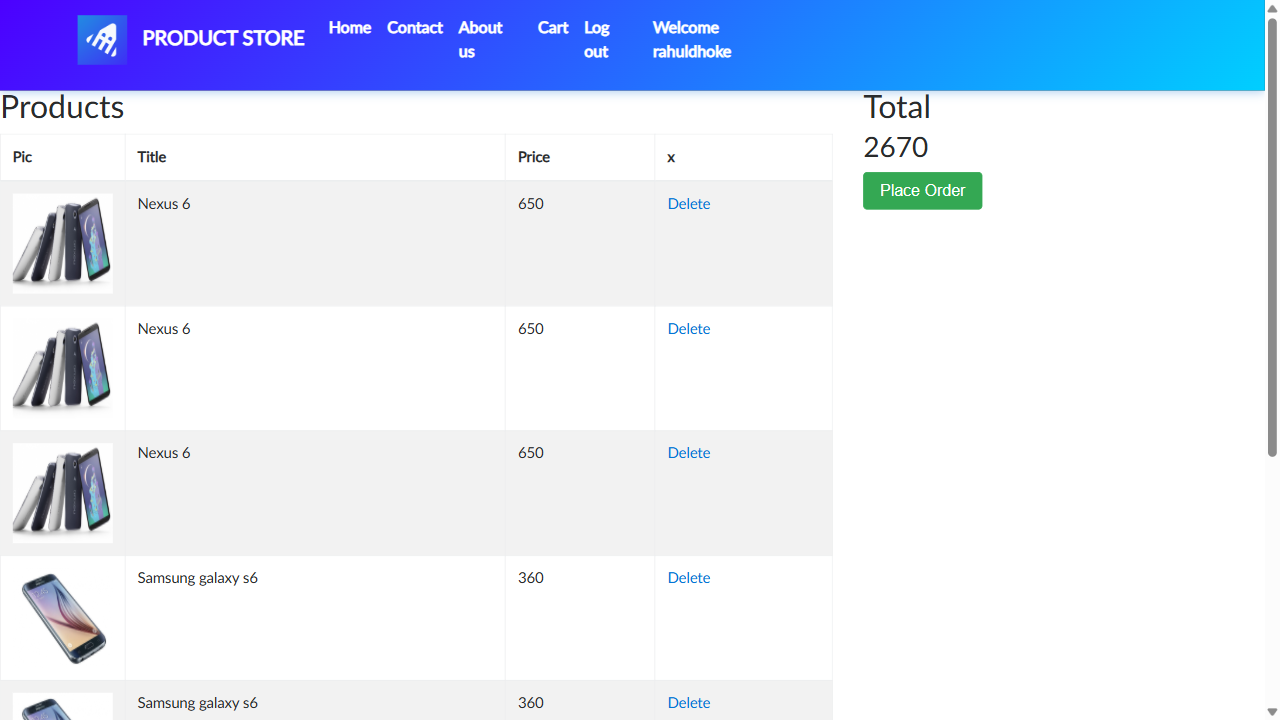 PRODUCT STORE
Home
Contact
About
us
Cart
Log
out
Welcome
rahuldhoke
Products
Pic Title Price x
Nexus 6 650 Delete
Nexus 6 650 Delete
Nexus 6 650 Delete
Samsung galaxy s6 360 Delete
Samsung galaxy s6 360 Delete
Total
2670
Place Order